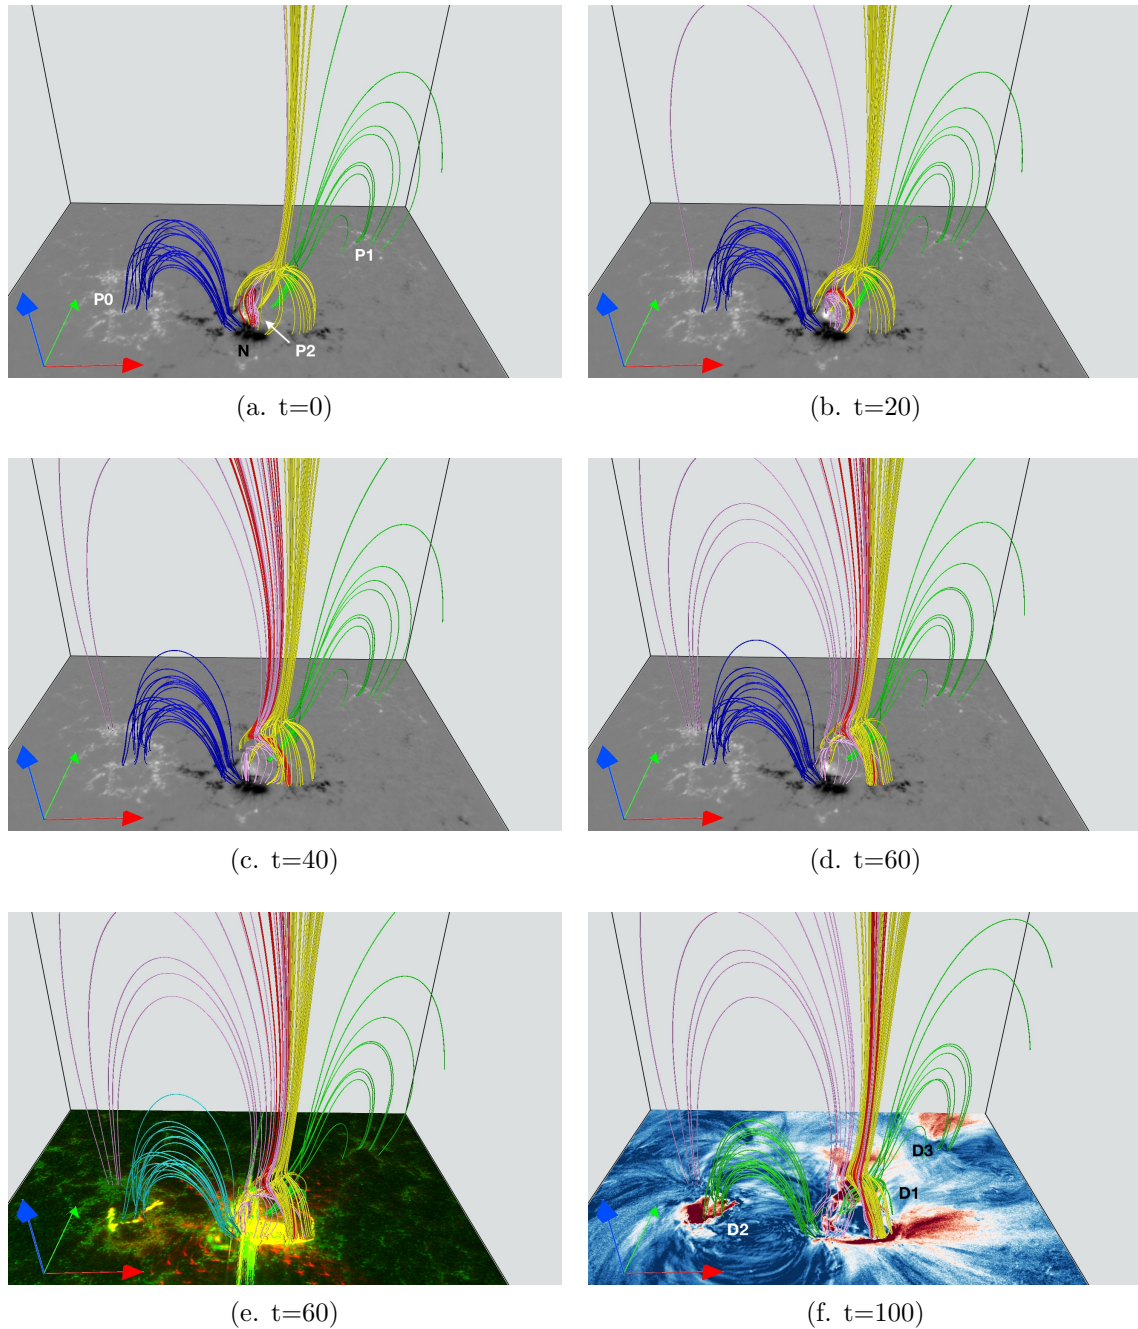 P0
P1
P2
N
(a. t=0)
(b. t=20)
(c. t=40)
(d. t=60)
D1
D2
D3
(e. t=60)
(f. t=100)